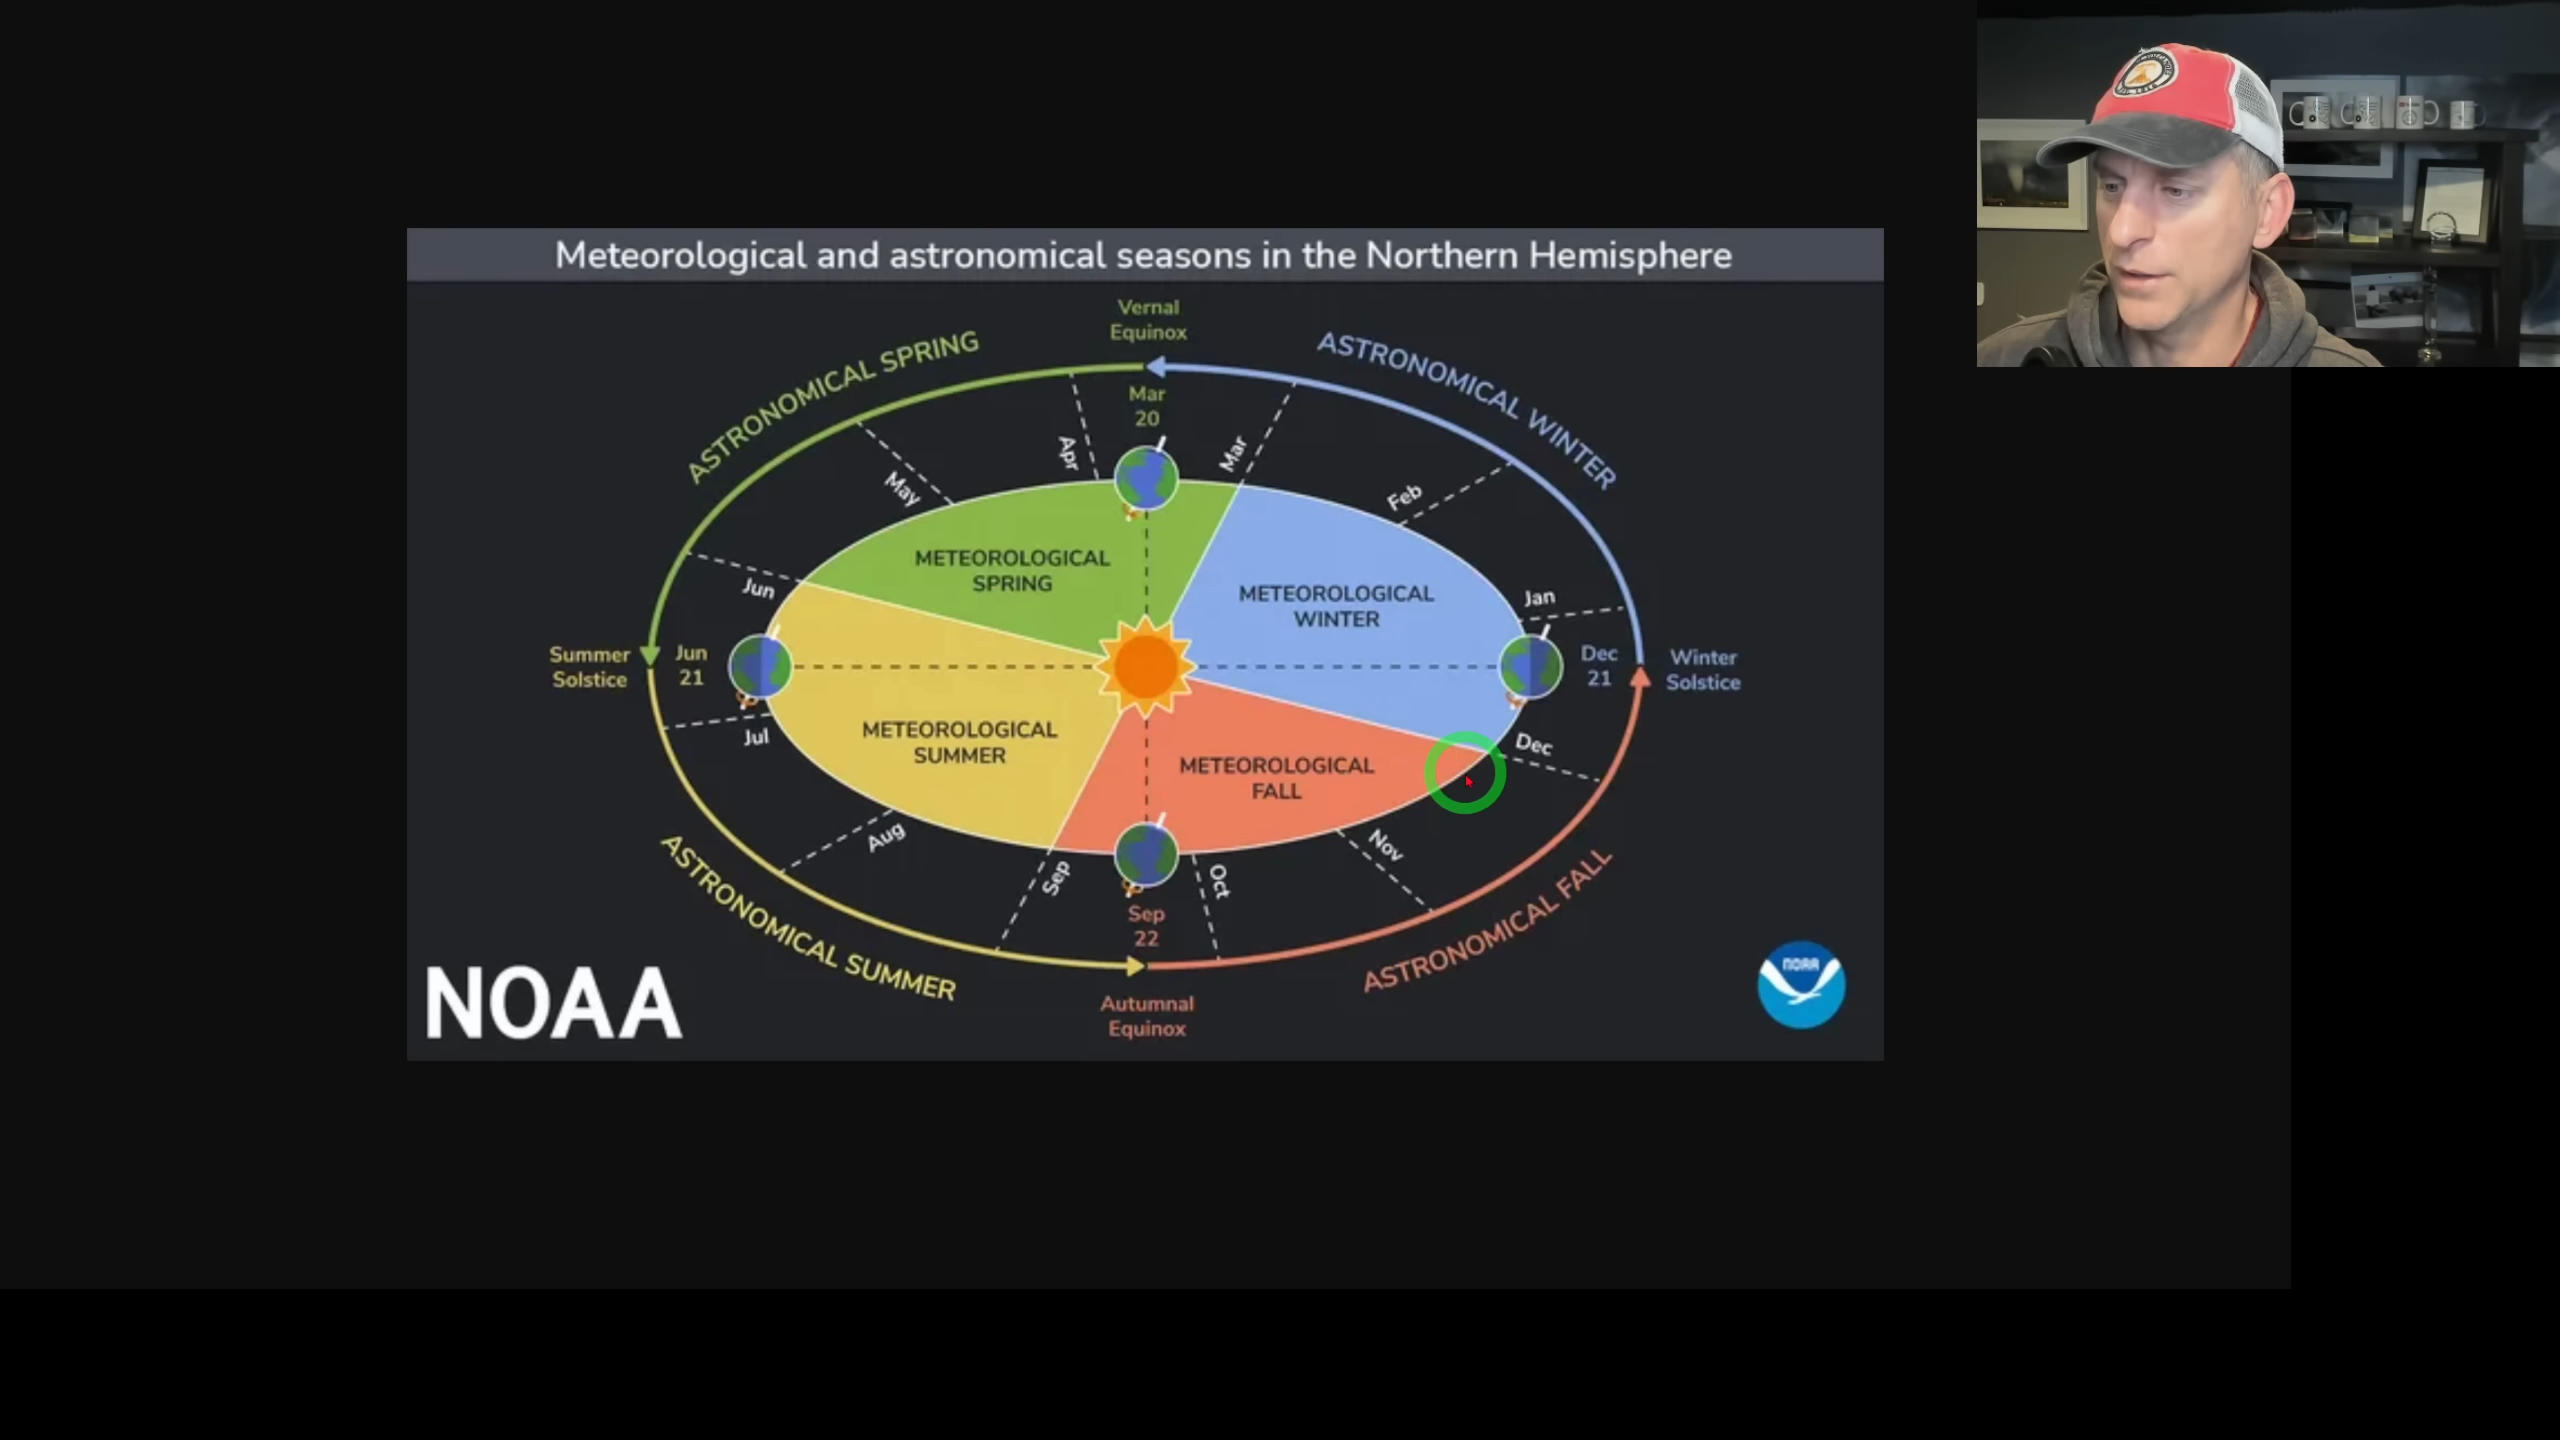 Meteorological and astronomical seasons in the Northern Hemisphere
Vernal
Equinox
ASTRONOMICAL SPRING
ASTRONOMICAL WINTER
Mar
20
Apr
Mar
May
Feb
METEOROLOGICAL
SPRING
METEOROLOGICAL
WINTER
Jun
Jan
Summer
Solstice
Jun
21
Dec
21
Winter
Solstice
METEOROLOGICAL
SUMMER
METEOROLOGICAL
FALL
Jul
Dec
Aug
Sep
Oct
Nov
Sep
22
ASTRONOMICAL SUMMER
ASTRONOMICAL FALL
Autumnal
Equinox
NOAA
NOAA